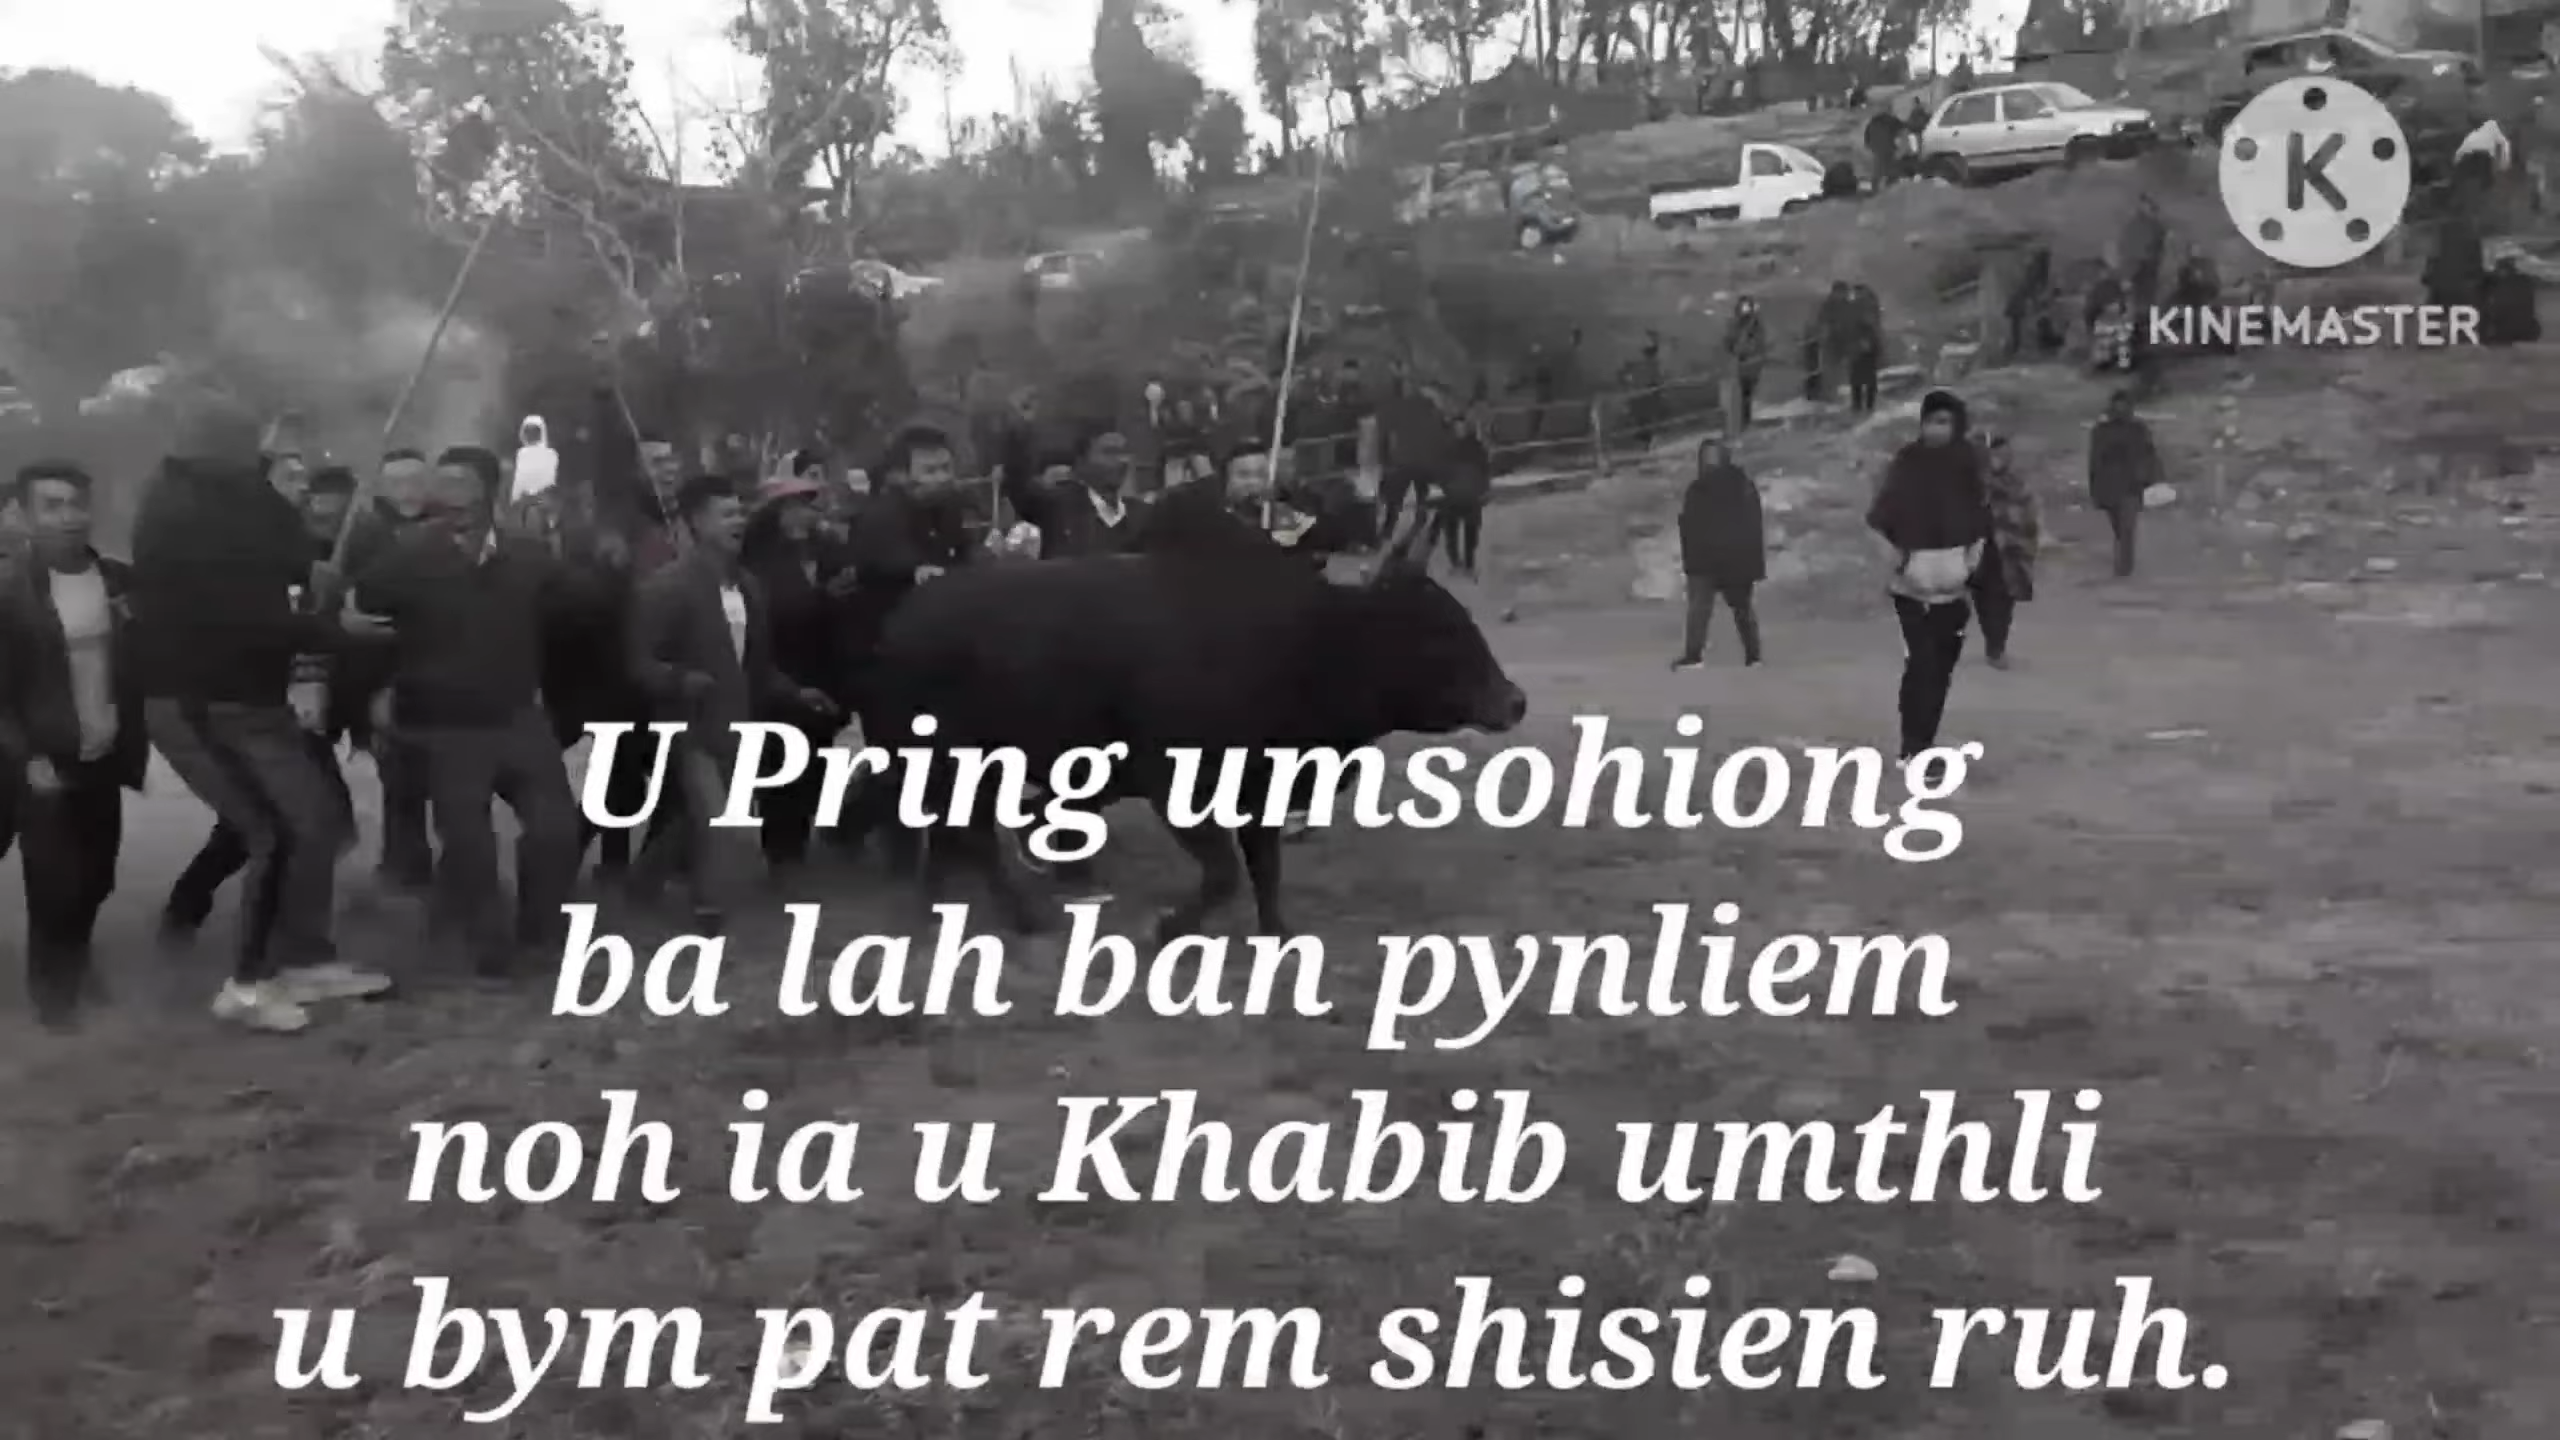 K
KINEMASTER
U Pring umsohiong
ba lah ban pynliem
noh ia u Khabib umthli
u bym pat rem shisien ruh.